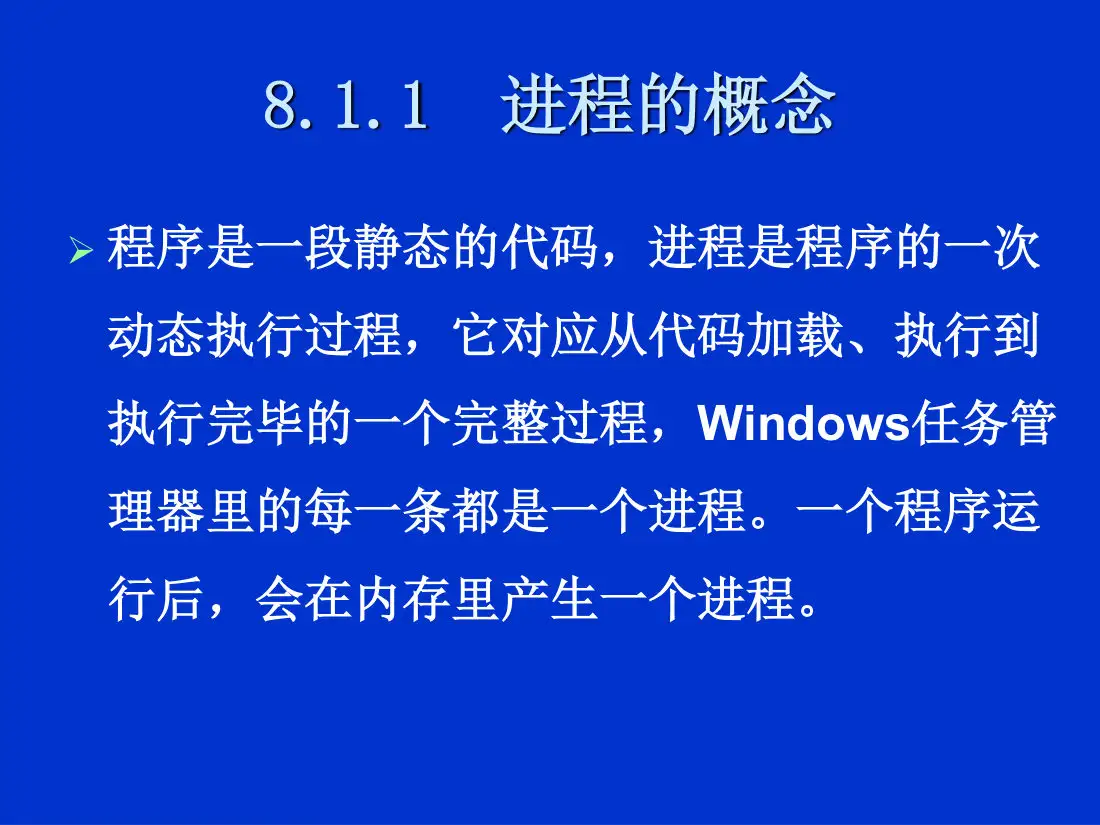 8.1.1 进程的概念
程序是一段静态的代码，进程是程序的一次
动态执行过程，它对应从代码加载、执行到
执行完毕的一个完整过程，Windows任务管
理器里的每一条都是一个进程。一个程序运
行后，会在内存里产生一个进程。